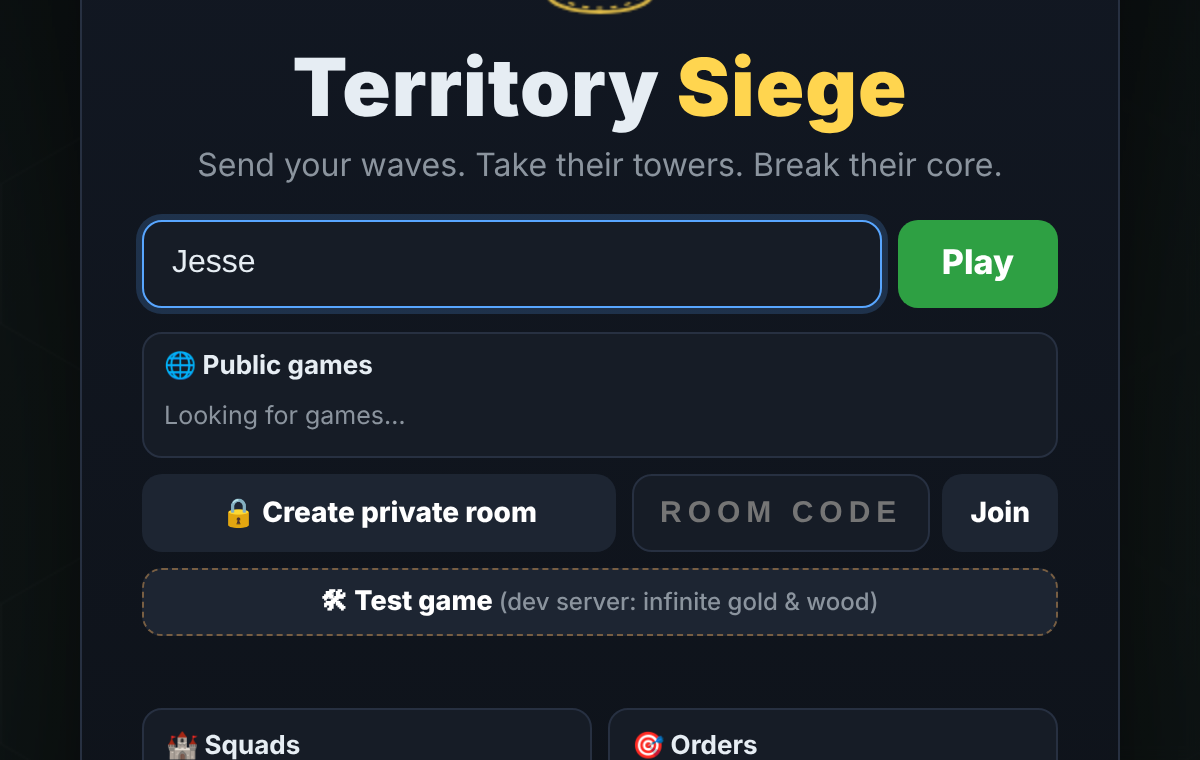 Territory Siege
Send your waves. Take their towers. Break their core.
Jesse
Play
🌐 Public games
Looking for games...
🔒 Create private room
ROOM CODE
Join
🛠 Test game (dev server: infinite gold & wood)
🏰 Squads
🎯 Orders